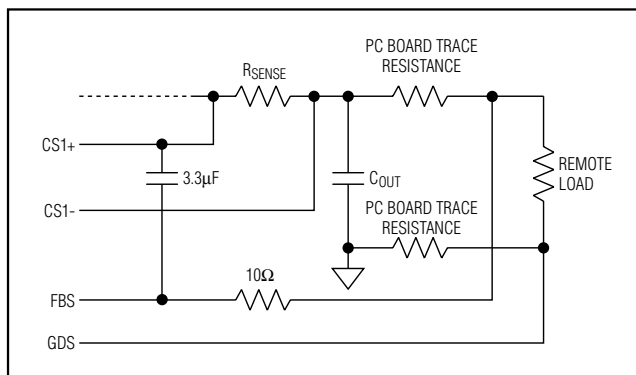 PC BOARD TRACE
RESISTANCE
RSENSE
CS1+
3.3μF
COUT
REMOTE
LOAD
CS1-
PC BOARD TRACE
RESISTANCE
10Ω
FBS
GDS